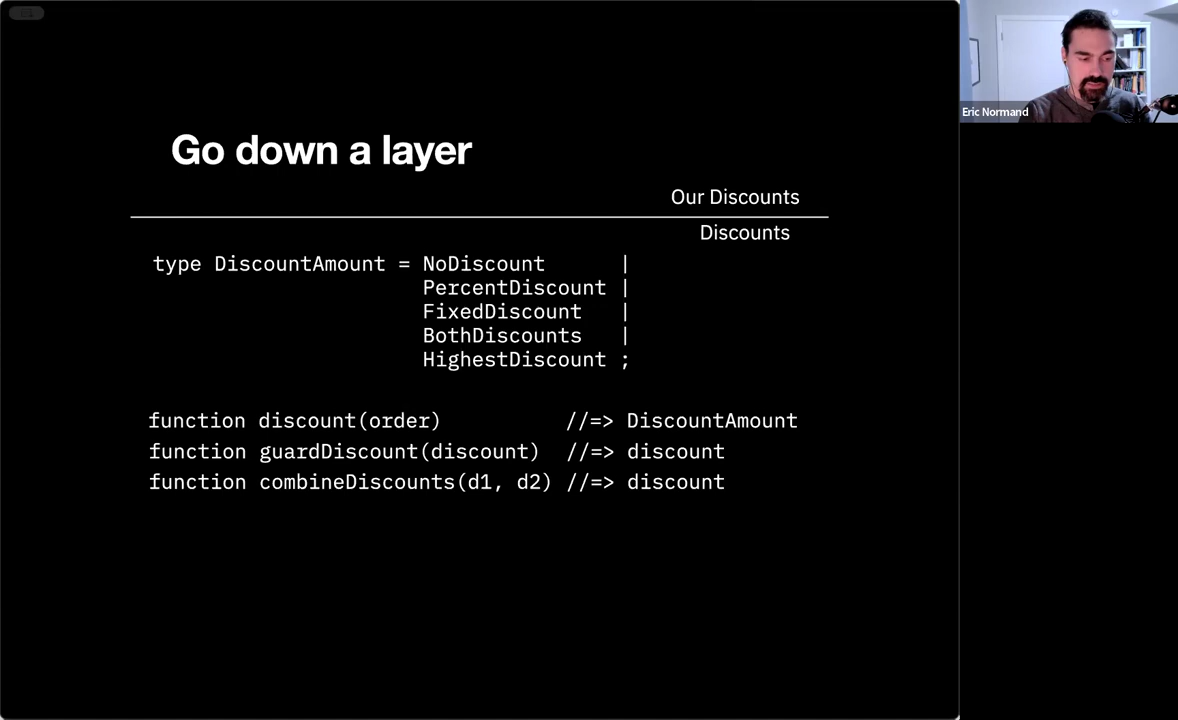 Go down a layer
Our Discounts
Discounts
type DiscountAmount = NoDiscount |
PercentDiscount |
FixedDiscount |
BothDiscounts |
HighestDiscount ;
function discount(order) //=> DiscountAmount
function guardDiscount(discount) //=> discount
function combineDiscounts(d1, d2) //=> discount
Eric Normand